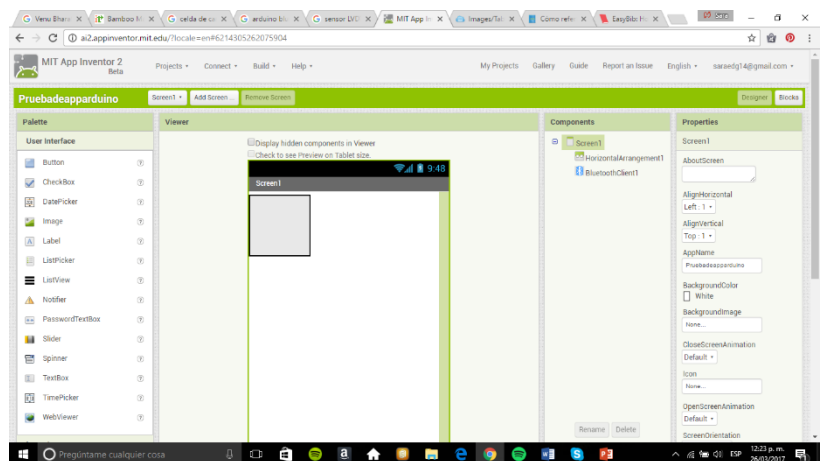 Venu Bhara
Bamboo M
celda de ca
arduino bl
sensor LVD
MIT App In
Images/Tal
Cómo refe
EasyBib: H
Sara
ai2.appinventor.mit.edu/?locale=en#6214305262075904
MIT App Inventor 2
Beta
Projects
Connect
Build
Help
My Projects
Gallery
Guide
Report an Issue
English
saraedg14@gmail.com
Pruebadeapparduino
Screen1
Add Screen ...
Remove Screen
Designer
Blocks
Palette
User Interface
Button
CheckBox
DatePicker
Image
Label
ListPicker
ListView
Notifier
PasswordTextBox
Slider
Spinner
TextBox
TimePicker
WebViewer
Viewer
Display hidden components in Viewer
Check to see Preview on Tablet size.
9:48
Screen1
Components
Screen1
HorizontalArrangement1
BluetoothClient1
Rename
Delete
Properties
Screen1
AboutScreen
AlignHorizontal
Left : 1
AlignVertical
Top : 1
AppName
Pruebadeapparduino
BackgroundColor
White
BackgroundImage
None...
CloseScreenAnimation
Default
Icon
None...
OpenScreenAnimation
Default
ScreenOrientation
Pregúntame cualquier cosa
ESP
12:23 p. m.
26/03/2017